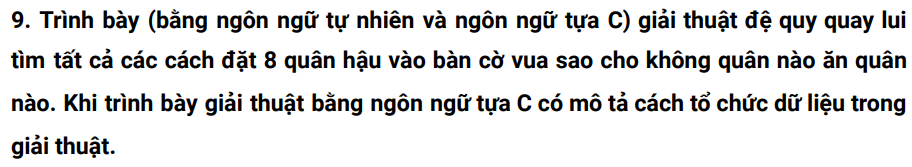 9. Trình bày (bằng ngôn ngữ tự nhiên và ngôn ngữ tựa C) giải thuật đệ quy quay lui
tìm tất cả các cách đặt 8 quân hậu vào bàn cờ vua sao cho không quân nào ăn quân
nào. Khi trình bày giải thuật bằng ngôn ngữ tựa C có mô tả cách tổ chức dữ liệu trong
giải thuật.